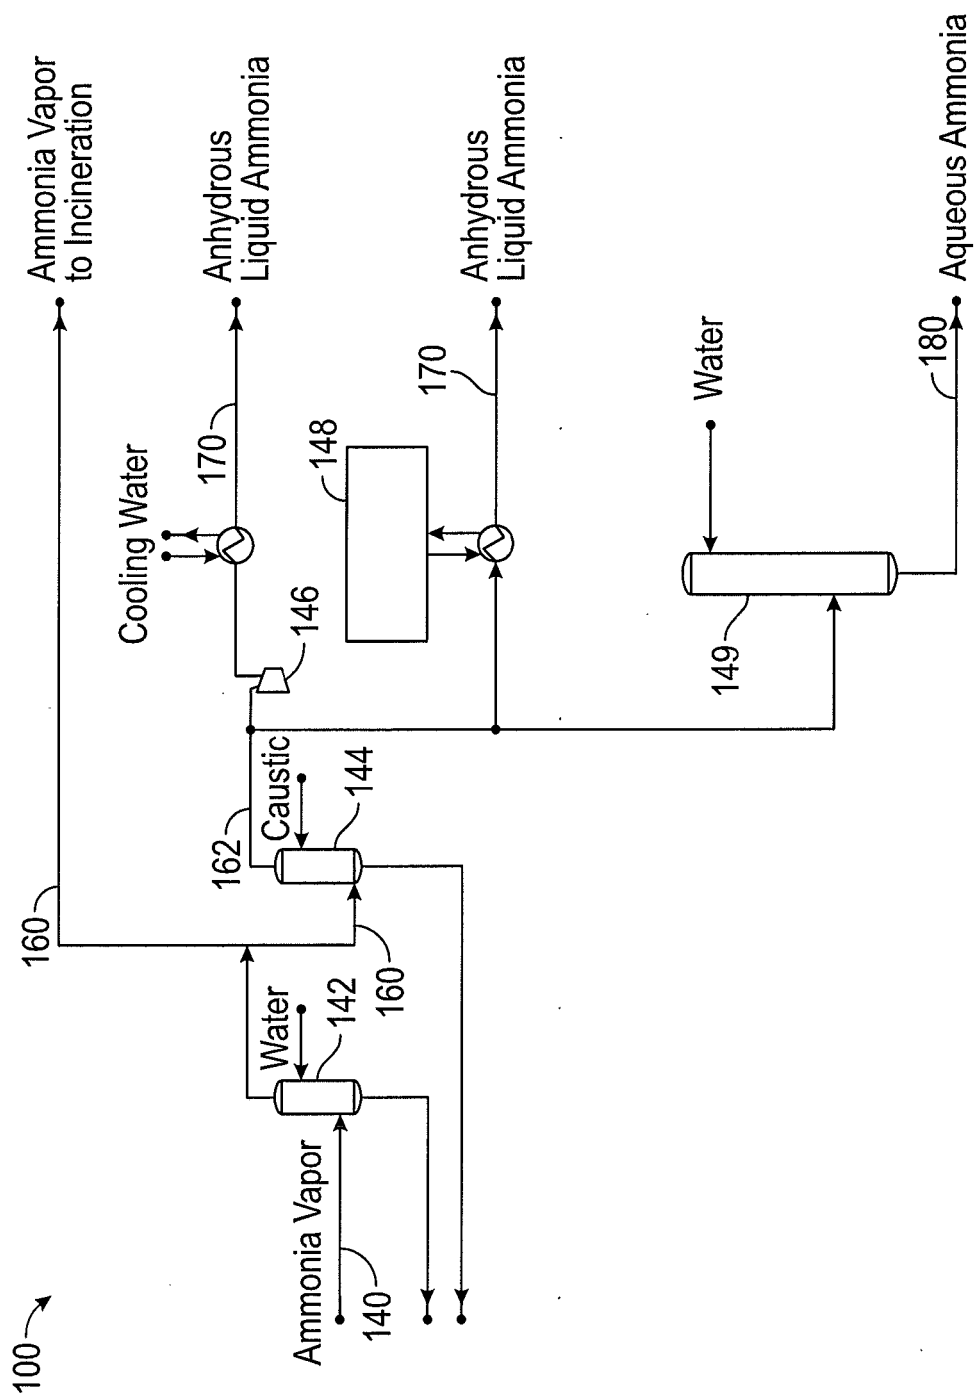 100
Ammonia Vapor
140
Water
142
160
160
Caustic
144
162
146
Cooling Water
170
148
170
149
Water
180
Ammonia Vapor
to Incineration
Anhydrous
Liquid Ammonia
Anhydrous
Liquid Ammonia
Aqueous Ammonia